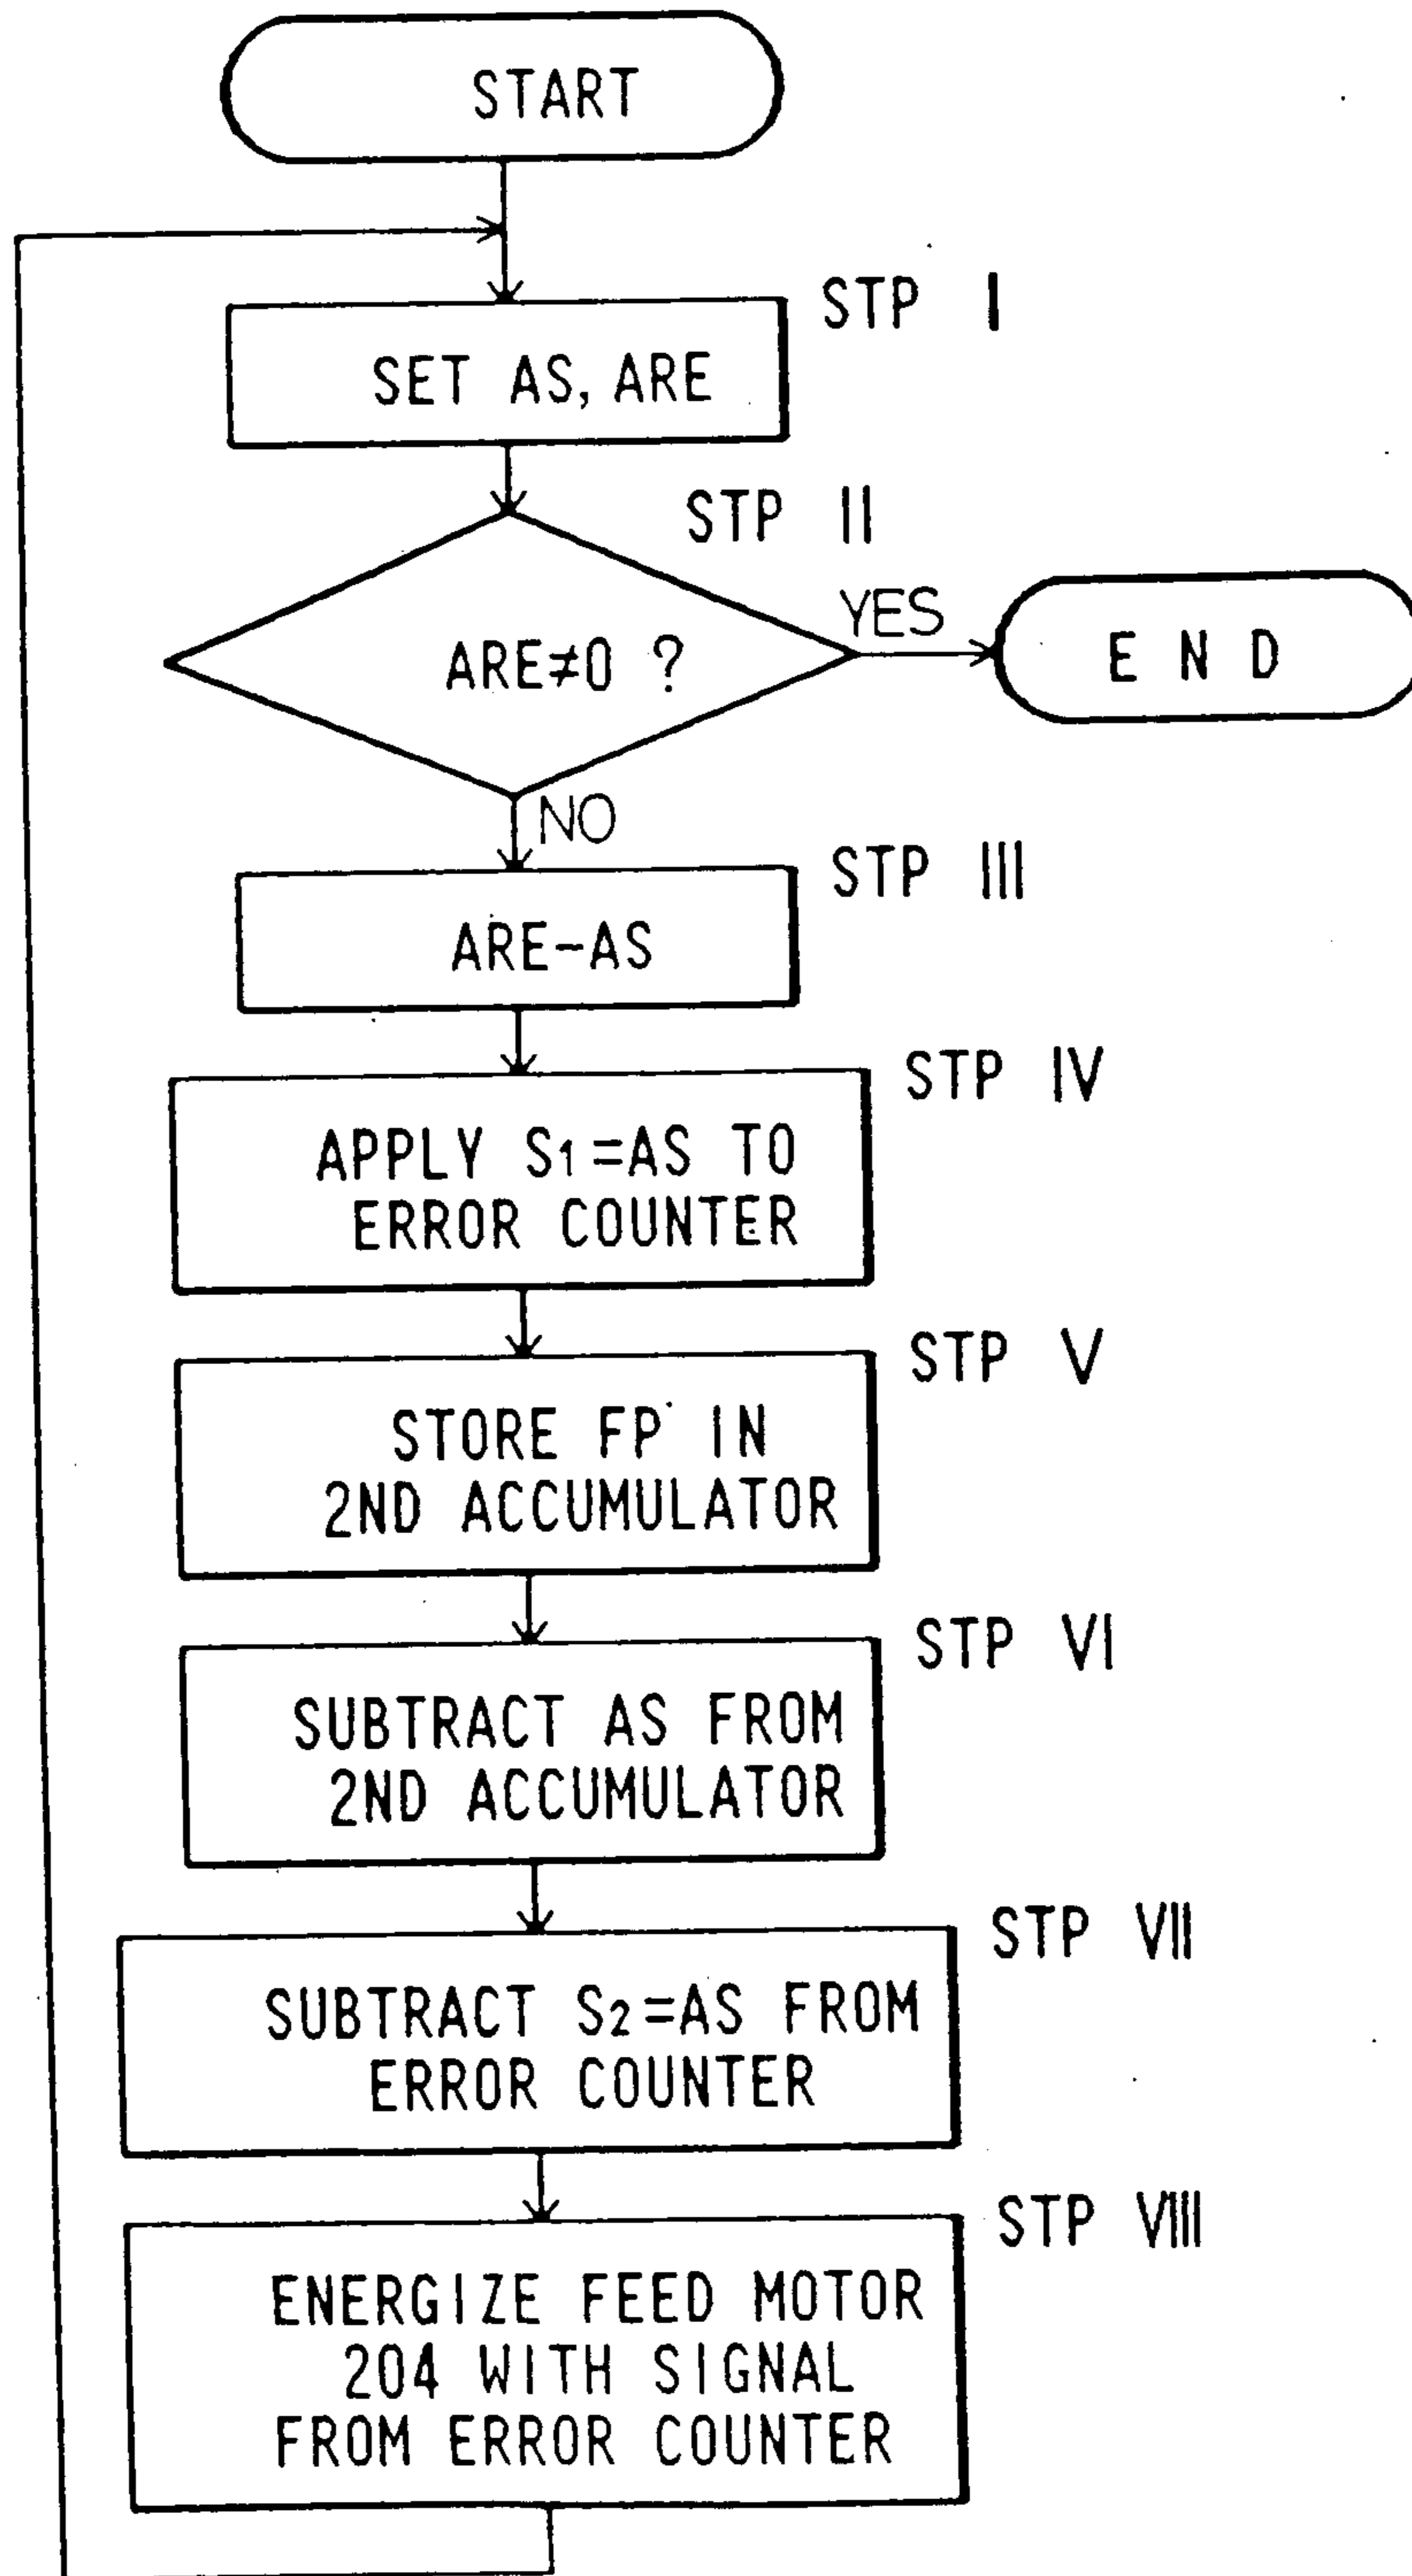 START
STP I
SET AS, ARE
STP II
ARE≠0 ?
YES
END
NO
STP III
ARE-AS
STP IV
APPLY S1=AS TO
ERROR COUNTER
STP V
STORE FP IN
2ND ACCUMULATOR
STP VI
SUBTRACT AS FROM
2ND ACCUMULATOR
STP VII
SUBTRACT S2=AS FROM
ERROR COUNTER
STP VIII
ENERGIZE FEED MOTOR
204 WITH SIGNAL
FROM ERROR COUNTER